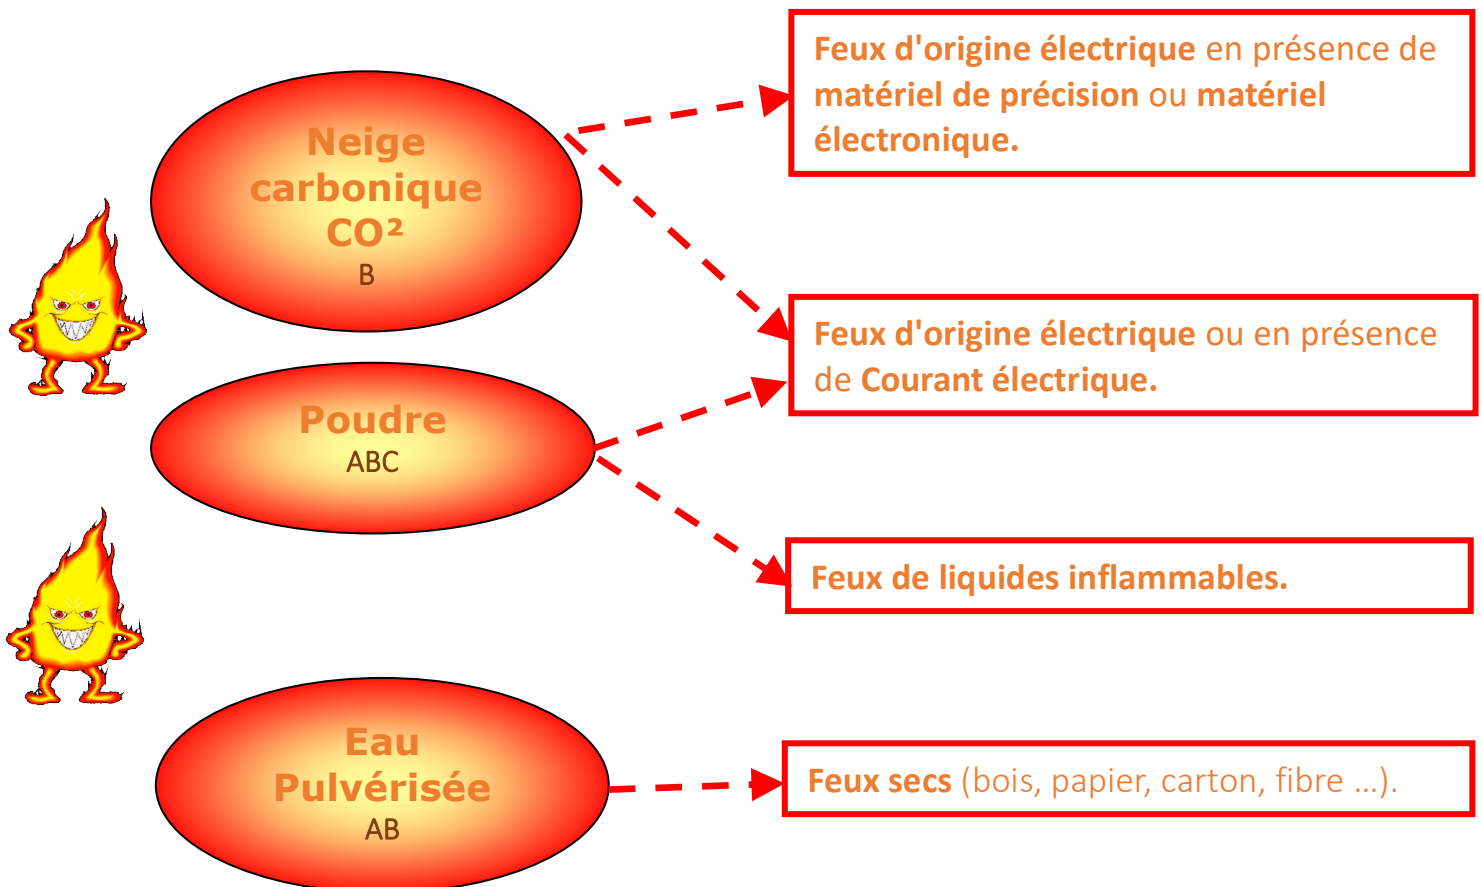 Neige
carbonique
CO²
B
Feux d'origine électrique en présence de
matériel de précision ou matériel
électronique.
Feux d'origine électrique ou en présence
de Courant électrique.
Poudre
ABC
Feux de liquides inflammables.
Eau
Pulvérisée
AB
Feux secs (bois, papier, carton, fibre …).